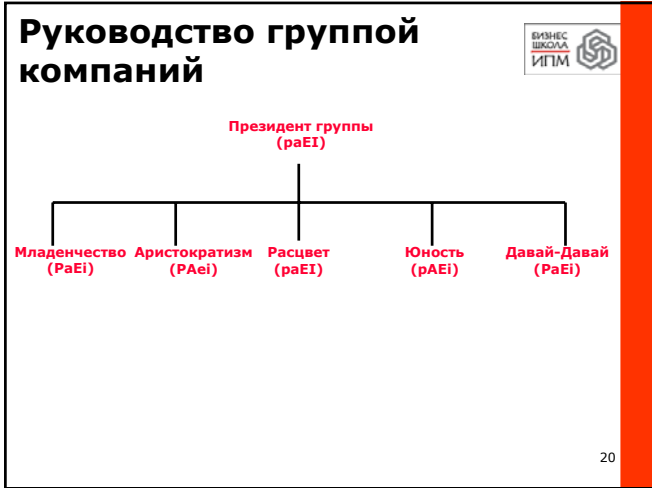 Руководство группой
компаний
БИЗНЕС
ШКОЛА
ИПМ
Президент группы
(paEI)
Младенчество Аристократизм Расцвет Юность Давай-Давай
(PaEi) (PAei) (paEI) (pAEi) (PaEi)
20